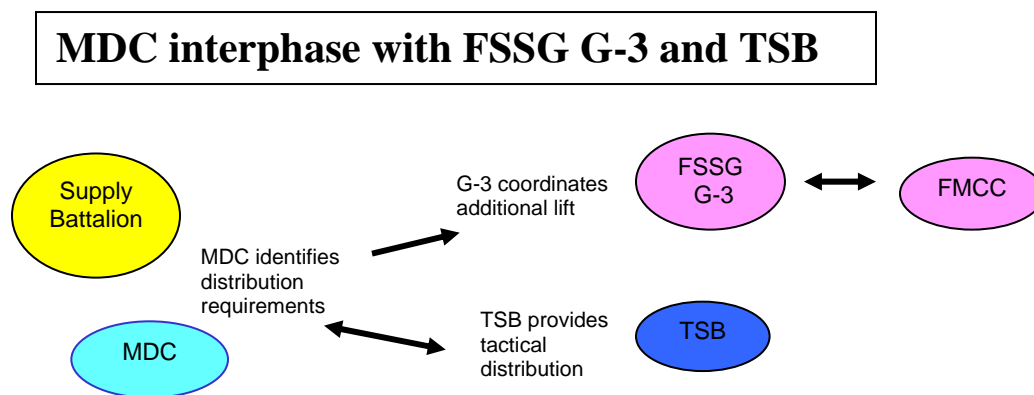 MDC interphase with FSSG G-3 and TSB
Supply
Battalion
MDC identifies
distribution
requirements
MDC
G-3 coordinates
additional lift
FSSG
G-3
FMCC
TSB provides
tactical
distribution
TSB